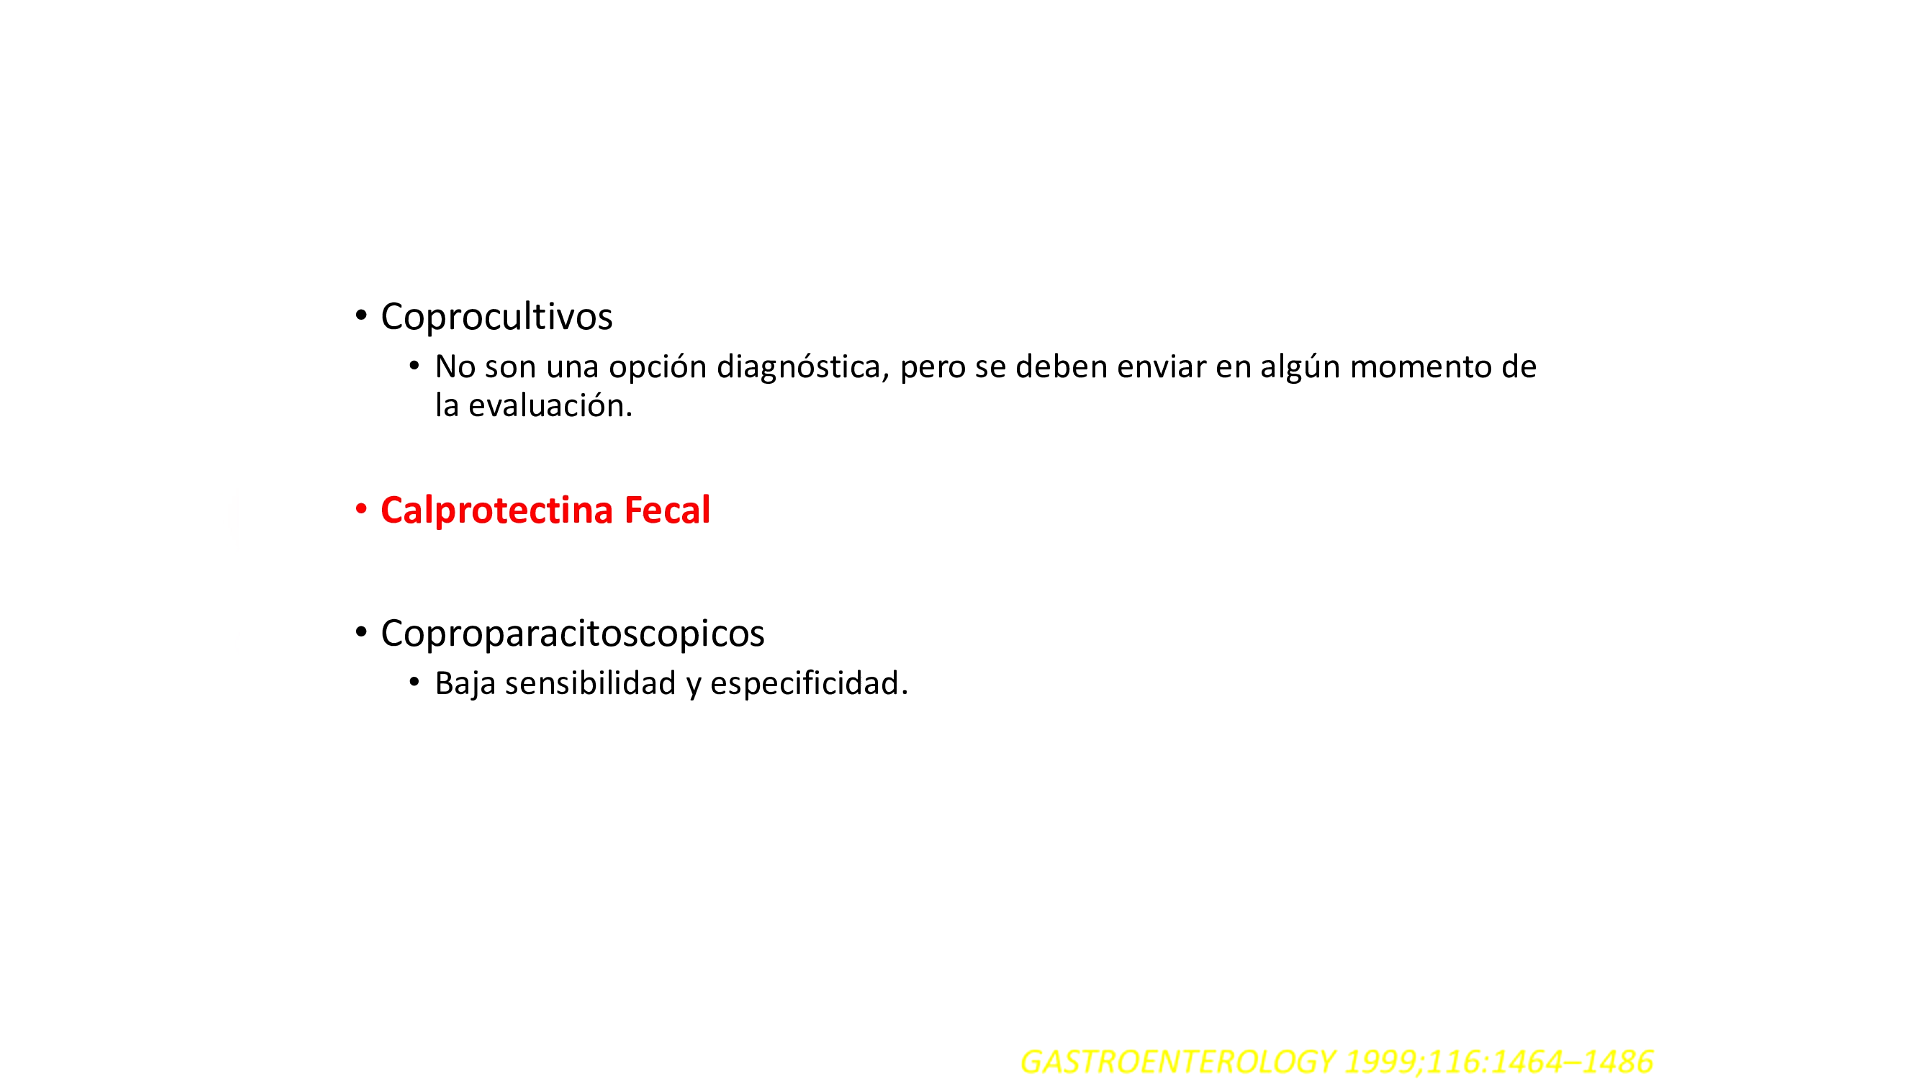 • Coprocultivos
• No son una opción diagnóstica, pero se deben enviar en algún momento de
la evaluación.
• Calprotectina Fecal
• Coproparacitoscopicos
• Baja sensibilidad y especificidad.
GASTROENTEROLOGY 1999;116:1464–1486